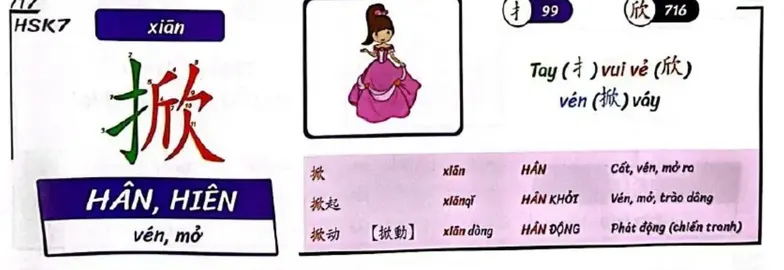 HSK7
xiān
扌 99
欣 716
掀
Tay (扌) vui vẻ (欣)
vén (掀) váy
HÂN, HIÊN
vén, mở
掀 xiān HÂN Cất, vén, mở ra
掀起 xiānqǐ HÂN KHỞI Vén, mở, trào dâng
掀动 【掀動】 xiān dòng HÂN ĐỘNG Phát động (chiến tranh)